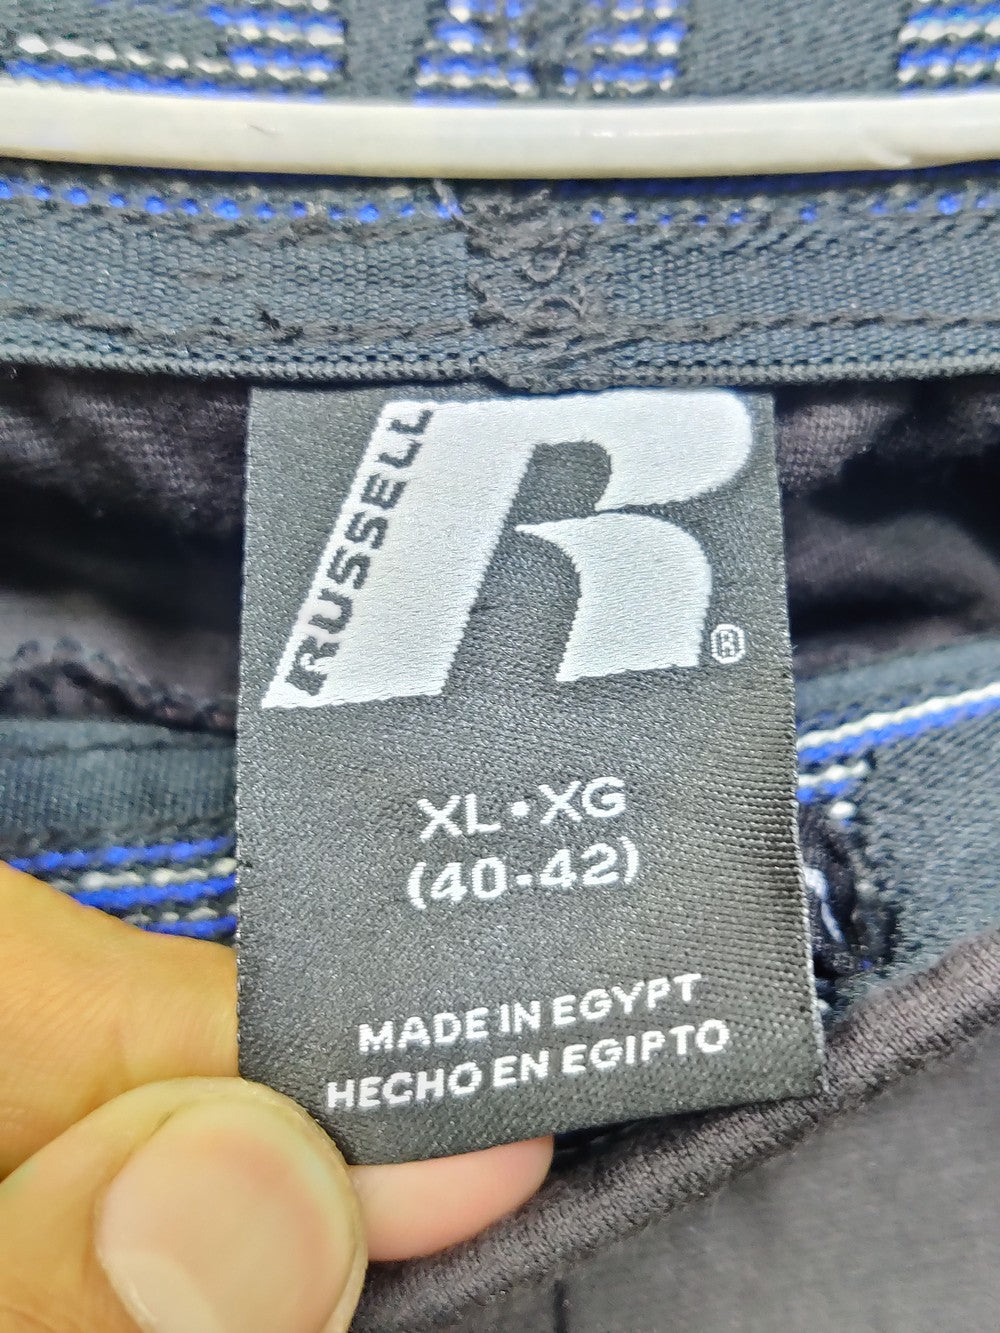 RUSSELL
R
®
XL•XG
(40-42)
MADE IN EGYPT
HECHO EN EGIPTO